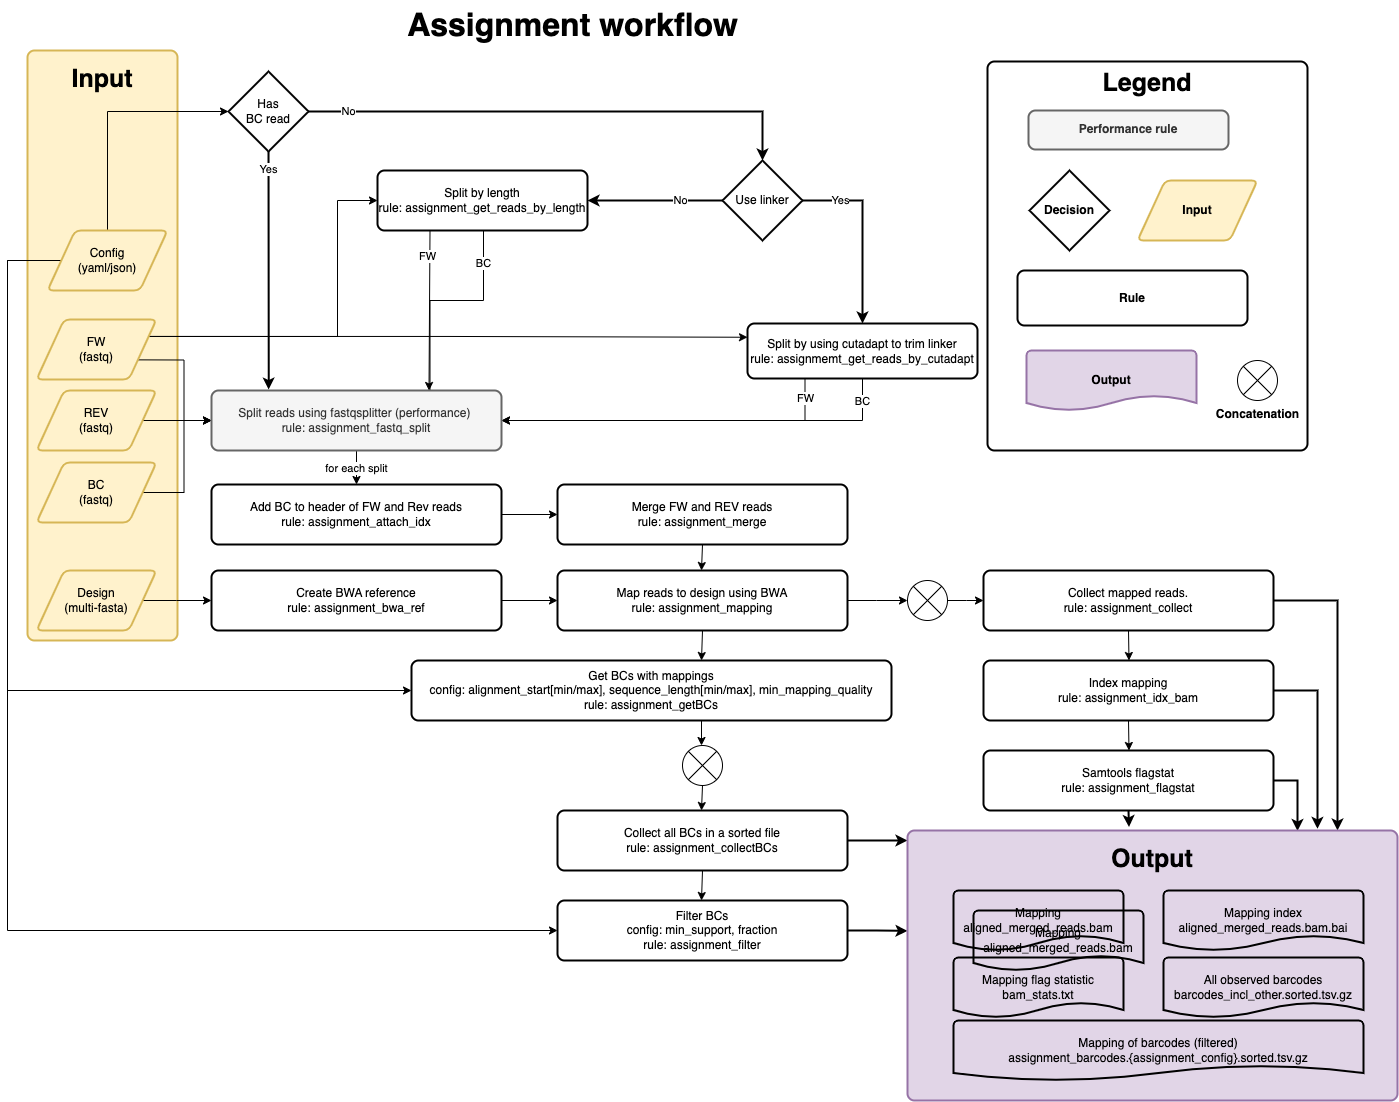 Assignment workflow
Input
Config
(yaml/json)
FW
(fastq)
REV
(fastq)
BC
(fastq)
Design
(multi-fasta)
Has
BC read
No
Yes
Use linker
No
Yes
Split by length
rule: assignment_get_reads_by_length
FW
BC
Split by using cutadapt to trim linker
rule: assignmemt_get_reads_by_cutadapt
FW
BC
Split reads using fastqsplitter (performance)
rule: assignment_fastq_split
for each split
Add BC to header of FW and Rev reads
rule: assignment_attach_idx
Merge FW and REV reads
rule: assignment_merge
Create BWA reference
rule: assignment_bwa_ref
Map reads to design using BWA
rule: assignment_mapping
Collect mapped reads.
rule: assignment_collect
Get BCs with mappings
config: alignment_start[min/max], sequence_length[min/max], min_mapping_quality
rule: assignment_getBCs
Index mapping
rule: assignment_idx_bam
Samtools flagstat
rule: assignment_flagstat
Collect all BCs in a sorted file
rule: assignment_collectBCs
Filter BCs
config: min_support, fraction
rule: assignment_filter
Legend
Performance rule
Decision
Input
Rule
Output
Concatenation
Output
Mapping
aligned_merged_reads.bam
Mapping
aligned_merged_reads.bam
Mapping index
aligned_merged_reads.bam.bai
Mapping flag statistic
bam_stats.txt
All observed barcodes
barcodes_incl_other.sorted.tsv.gz
Mapping of barcodes (filtered)
assignment_barcodes.{assignment_config}.sorted.tsv.gz